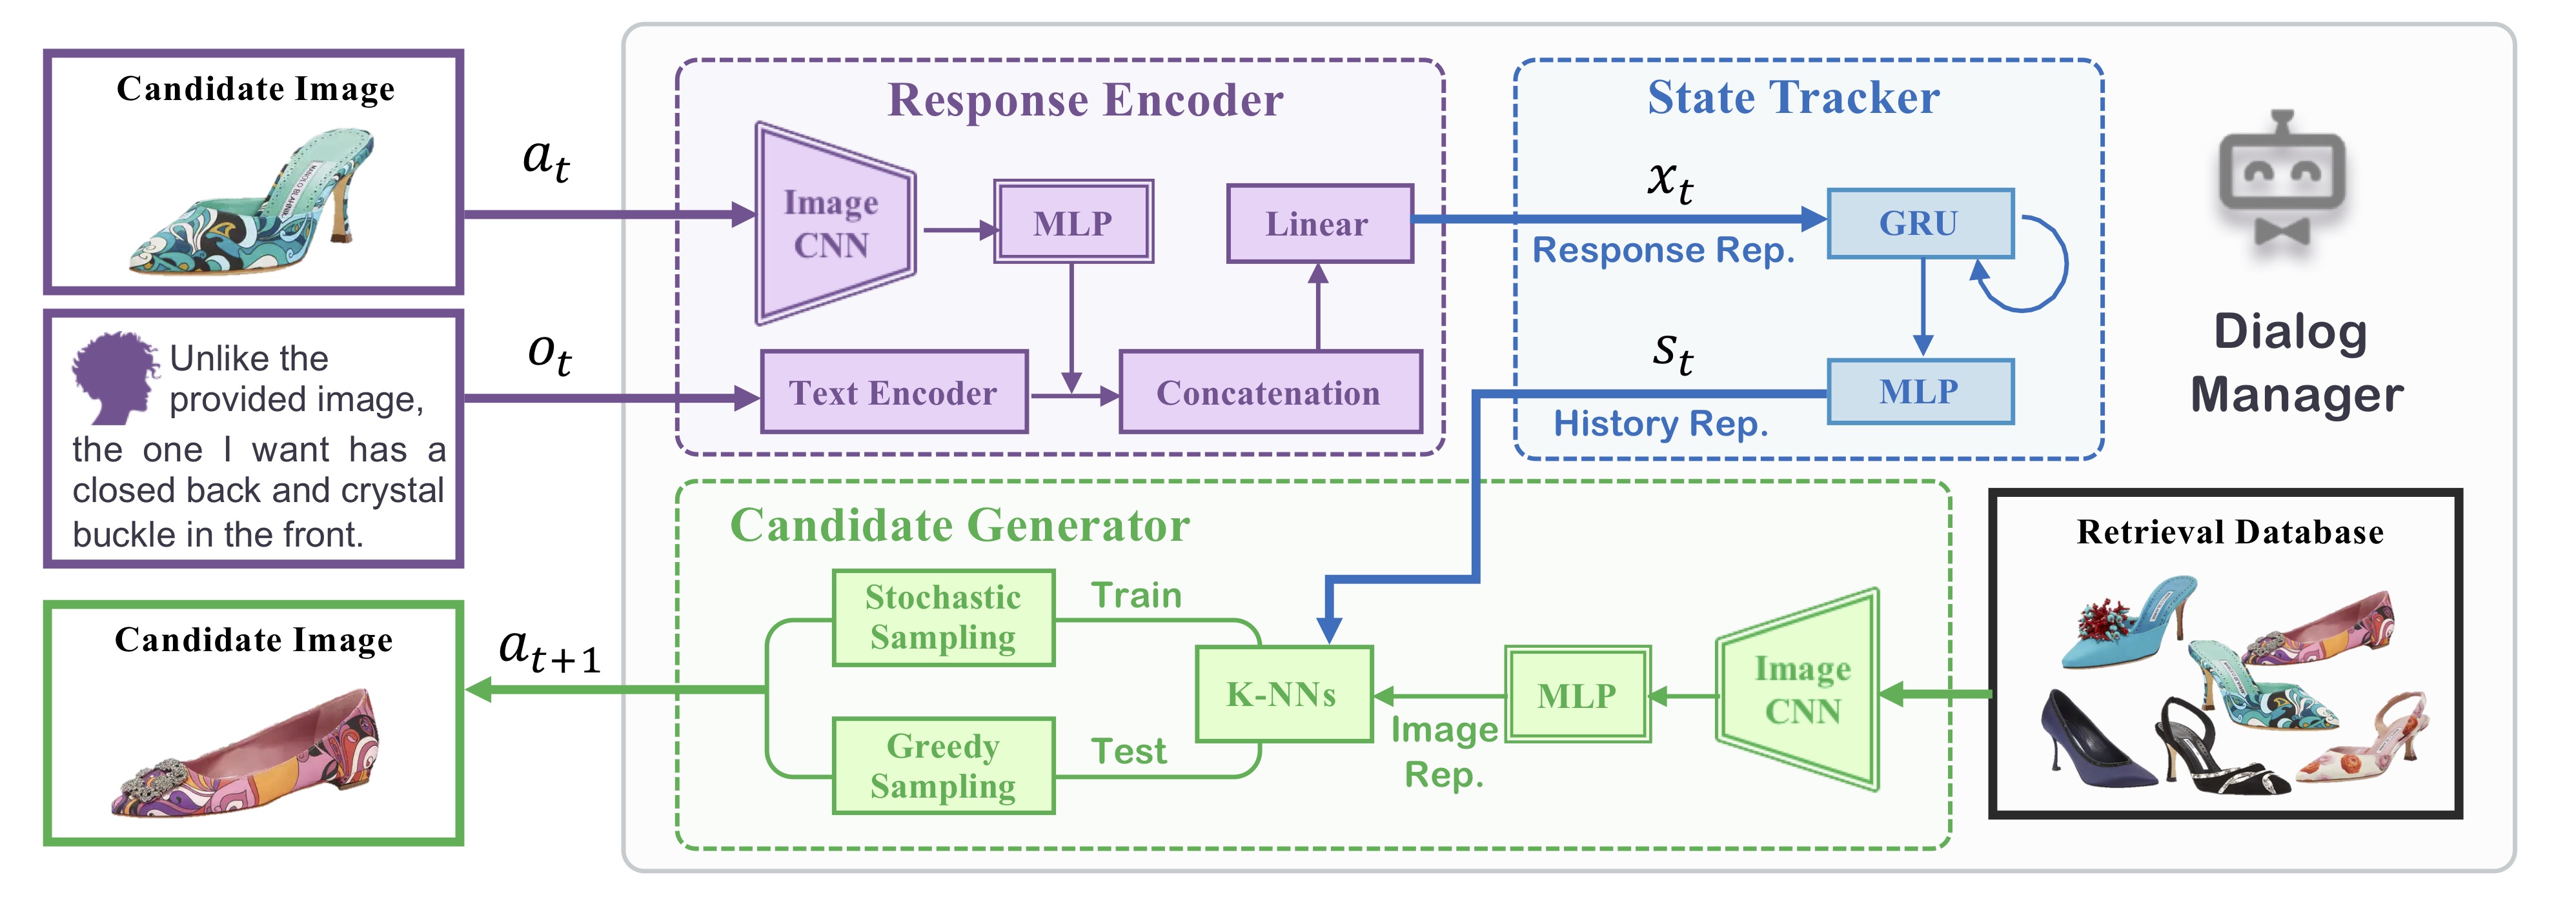 Candidate Image
a_t
Unlike the
provided image,
the one I want has a
closed back and crystal
buckle in the front.
o_t
Candidate Image
a_{t+1}
Response Encoder
Image
CNN
MLP
Linear
Text Encoder
Concatenation
State Tracker
x_t
Response Rep.
GRU
s_t
History Rep.
MLP
Dialog
Manager
Candidate Generator
Stochastic
Sampling
Train
Greedy
Sampling
Test
K-NNs
Image
Rep.
MLP
Image
CNN
Retrieval Database